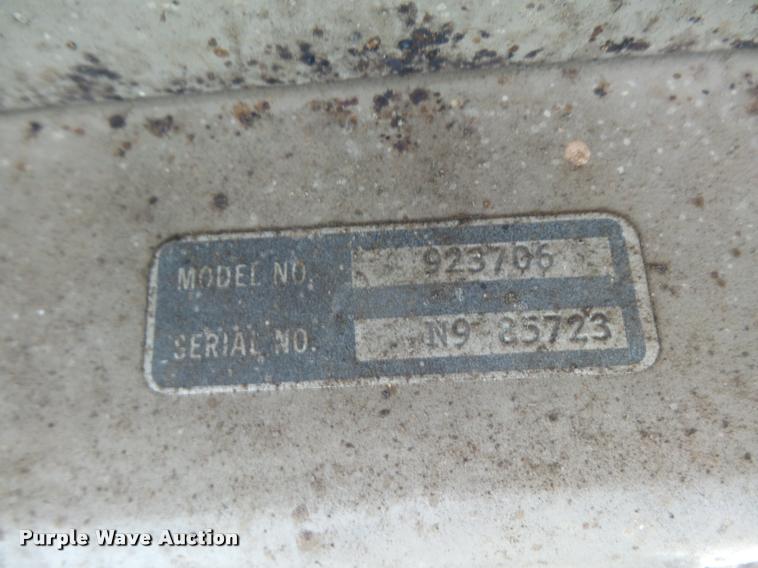 MODEL NO. 923706
SERIAL NO. N9 85723
Purple Wave Auction